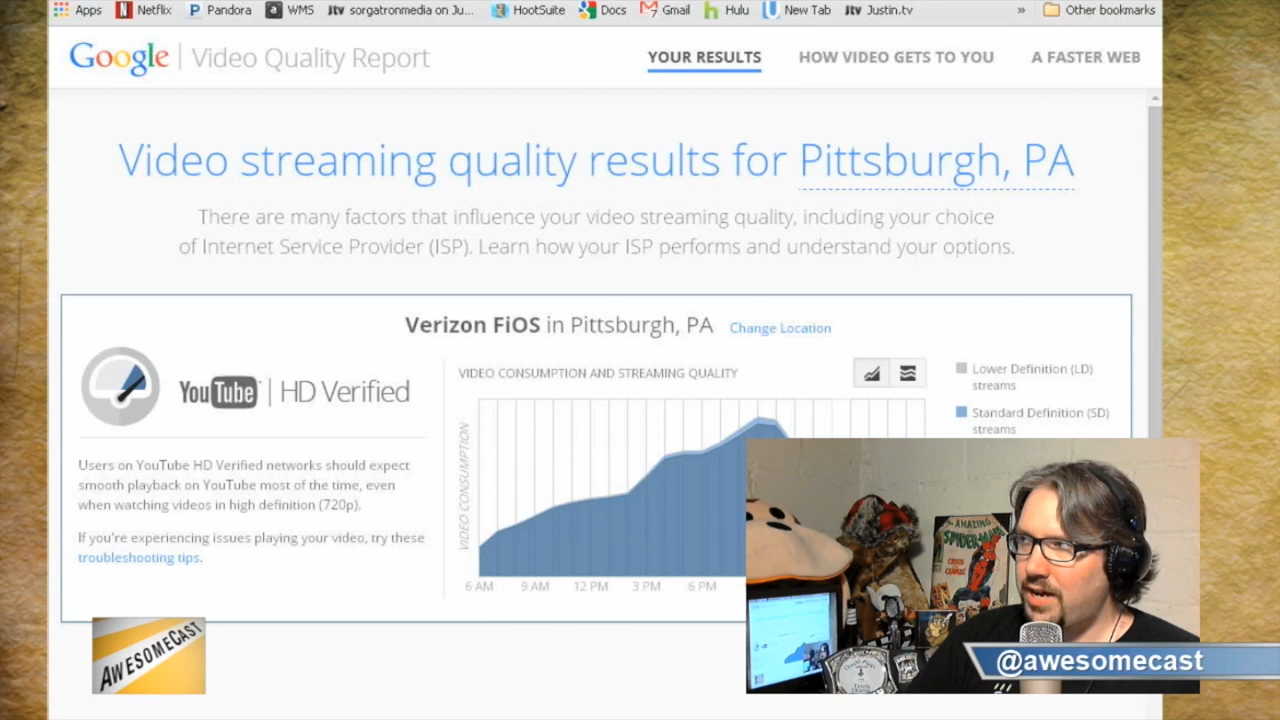 Apps Netflix Pandora WMS sorgatronmedia on Ju... HootSuite Docs Gmail Hulu New Tab Justin.tv » Other bookmarks
Google | Video Quality Report YOUR RESULTS HOW VIDEO GETS TO YOU A FASTER WEB
Video streaming quality results for Pittsburgh, PA
There are many factors that influence your video streaming quality, including your choice
of Internet Service Provider (ISP). Learn how your ISP performs and understand your options.
Verizon FiOS in Pittsburgh, PA Change Location
YouTube | HD Verified
Users on YouTube HD Verified networks should expect
smooth playback on YouTube most of the time, even
when watching videos in high definition (720p).
If you're experiencing issues playing your video, try these
troubleshooting tips.
VIDEO CONSUMPTION AND STREAMING QUALITY
VIDEO CONSUMPTION
6 AM 9 AM 12 PM 3 PM 6 PM
Lower Definition (LD)
streams
Standard Definition (SD)
streams
THE AMAZING
SPIDER-MAN
AWESOMECAST
@awesomecast